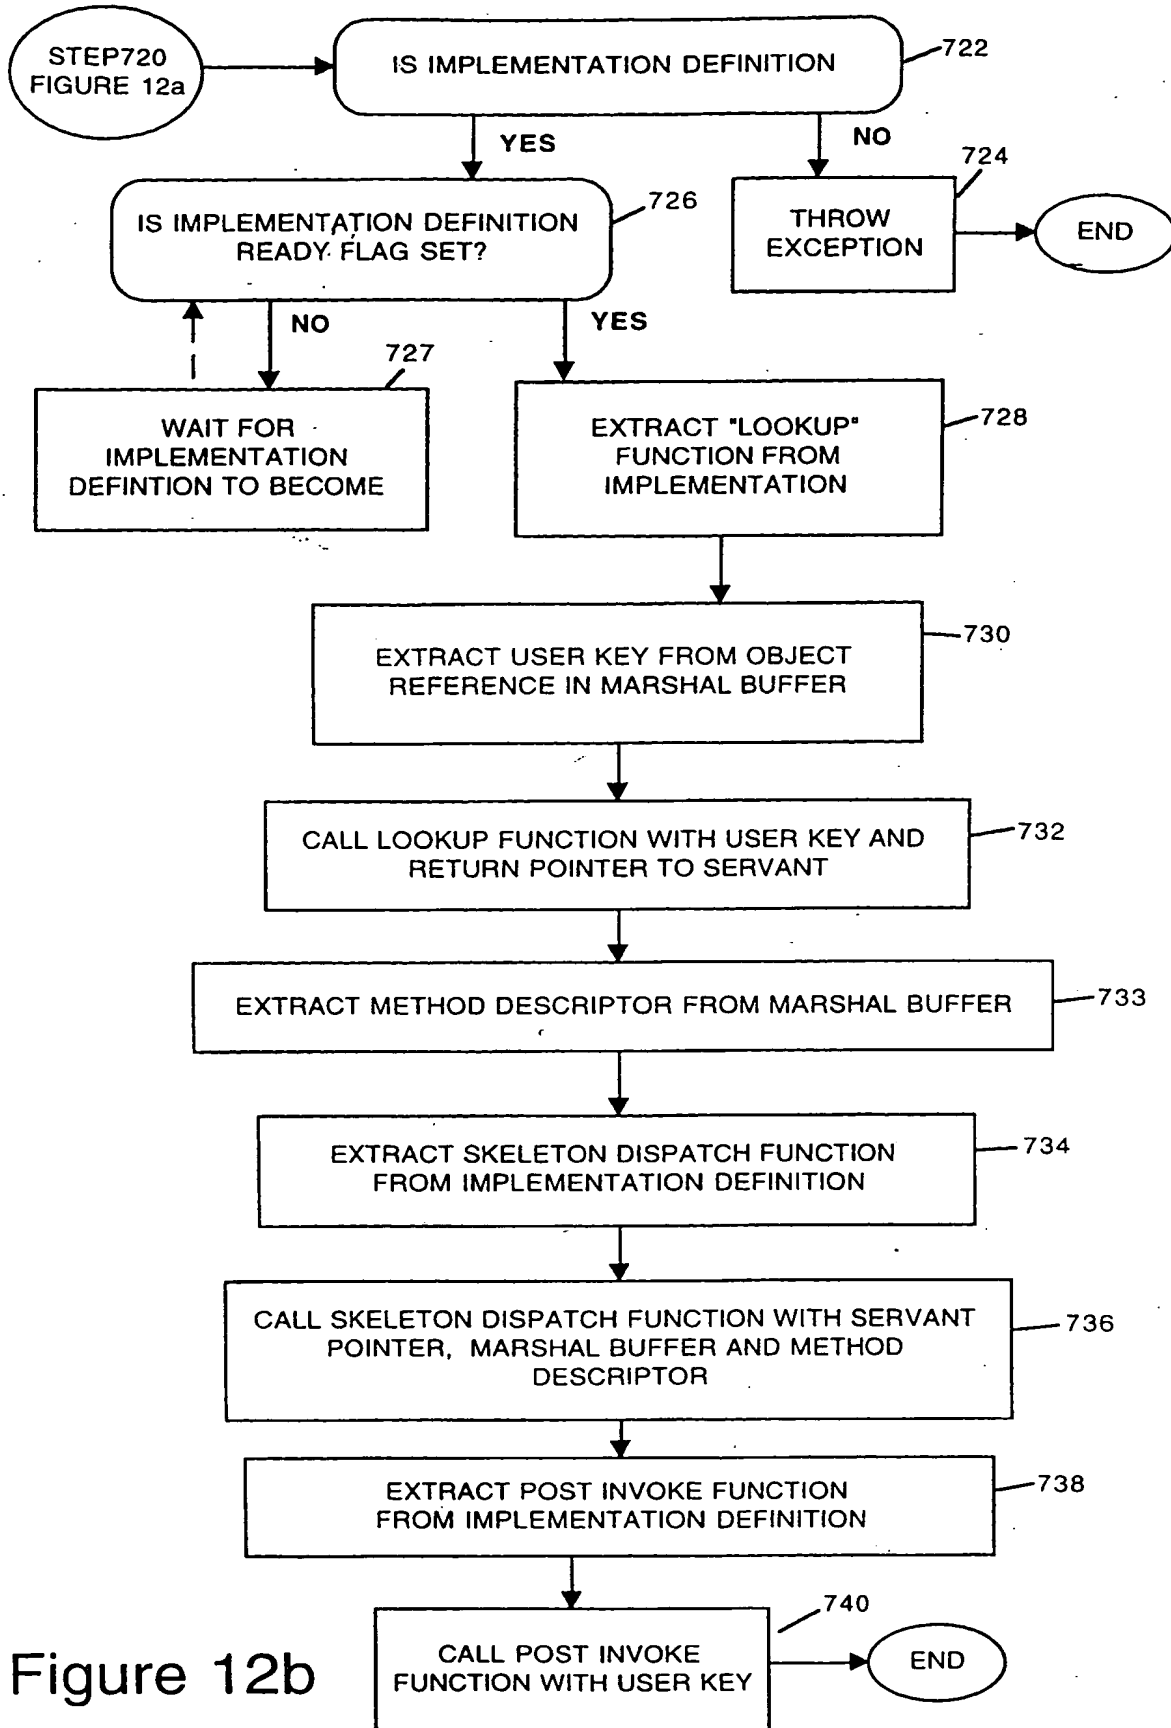 STEP720
FIGURE 12a
IS IMPLEMENTATION DEFINITION
722
YES
NO
724
THROW
EXCEPTION
END
IS IMPLEMENTATION DEFINITION
READY FLAG SET?
726
NO
YES
727
WAIT FOR
IMPLEMENTATION
DEFINTION TO BECOME
EXTRACT "LOOKUP"
FUNCTION FROM
IMPLEMENTATION
728
EXTRACT USER KEY FROM OBJECT
REFERENCE IN MARSHAL BUFFER
730
CALL LOOKUP FUNCTION WITH USER KEY AND
RETURN POINTER TO SERVANT
732
EXTRACT METHOD DESCRIPTOR FROM MARSHAL BUFFER
733
EXTRACT SKELETON DISPATCH FUNCTION
FROM IMPLEMENTATION DEFINITION
734
CALL SKELETON DISPATCH FUNCTION WITH SERVANT
POINTER, MARSHAL BUFFER AND METHOD
DESCRIPTOR
736
EXTRACT POST INVOKE FUNCTION
FROM IMPLEMENTATION DEFINITION
738
740
CALL POST INVOKE
FUNCTION WITH USER KEY
END
Figure 12b